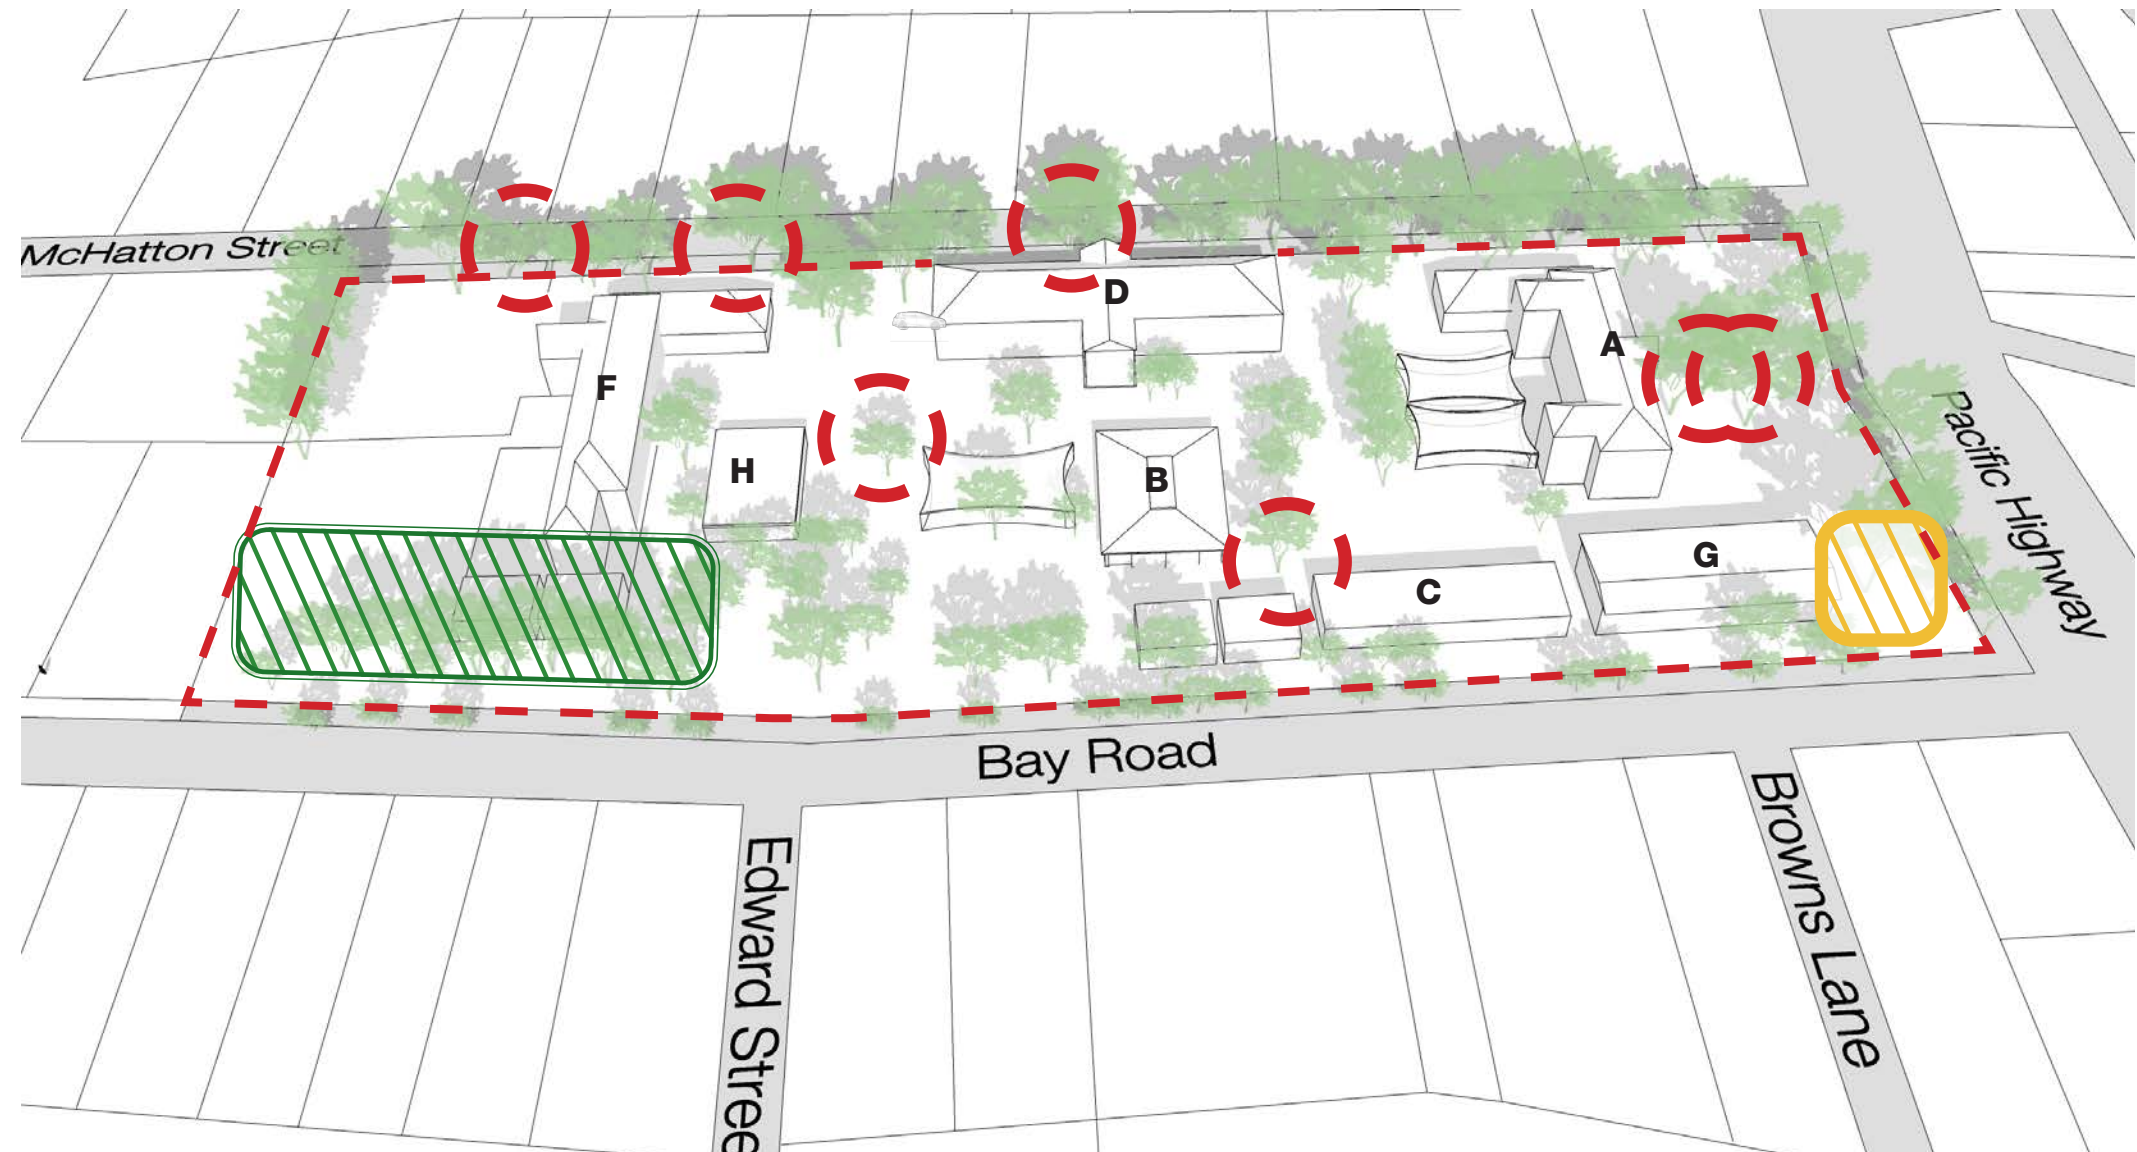 McHatton Street
D
A
F
H
B
Pacific Highway
G
C
Bay Road
Browns Lane
Edward Stree